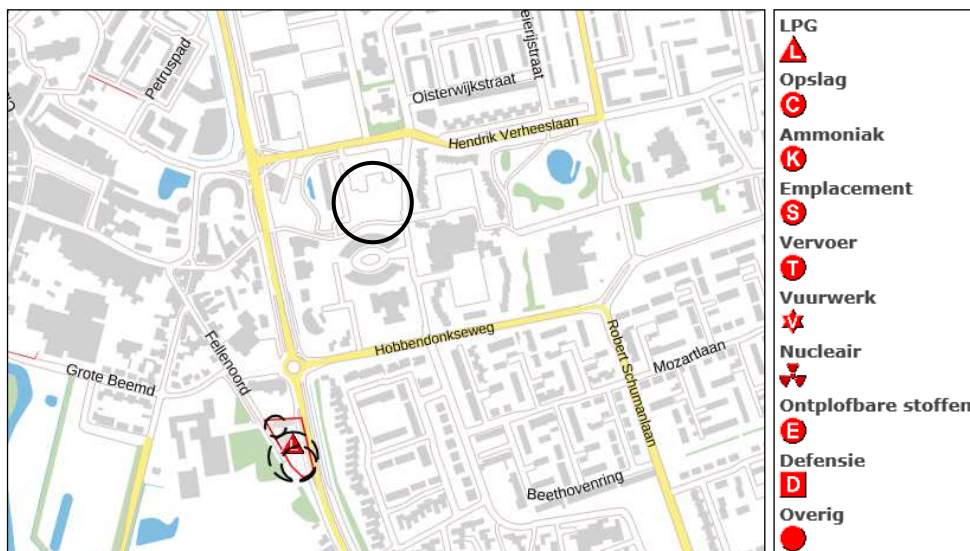 Petruspad
eierijstraat
Oisterwijkstraat
Hendrik Verheeslaan
Hobbendonkseweg
Fellenoord
Grote Beemd
Robert Schumanlaan
Mozartlaan
Beethovenring
L
LPG
L
Opslag
C
Ammoniak
K
Emplacement
S
Vervoer
T
Vuurwerk
V
Nucleair
Ontplofbare stoffen
E
Defensie
D
Overig